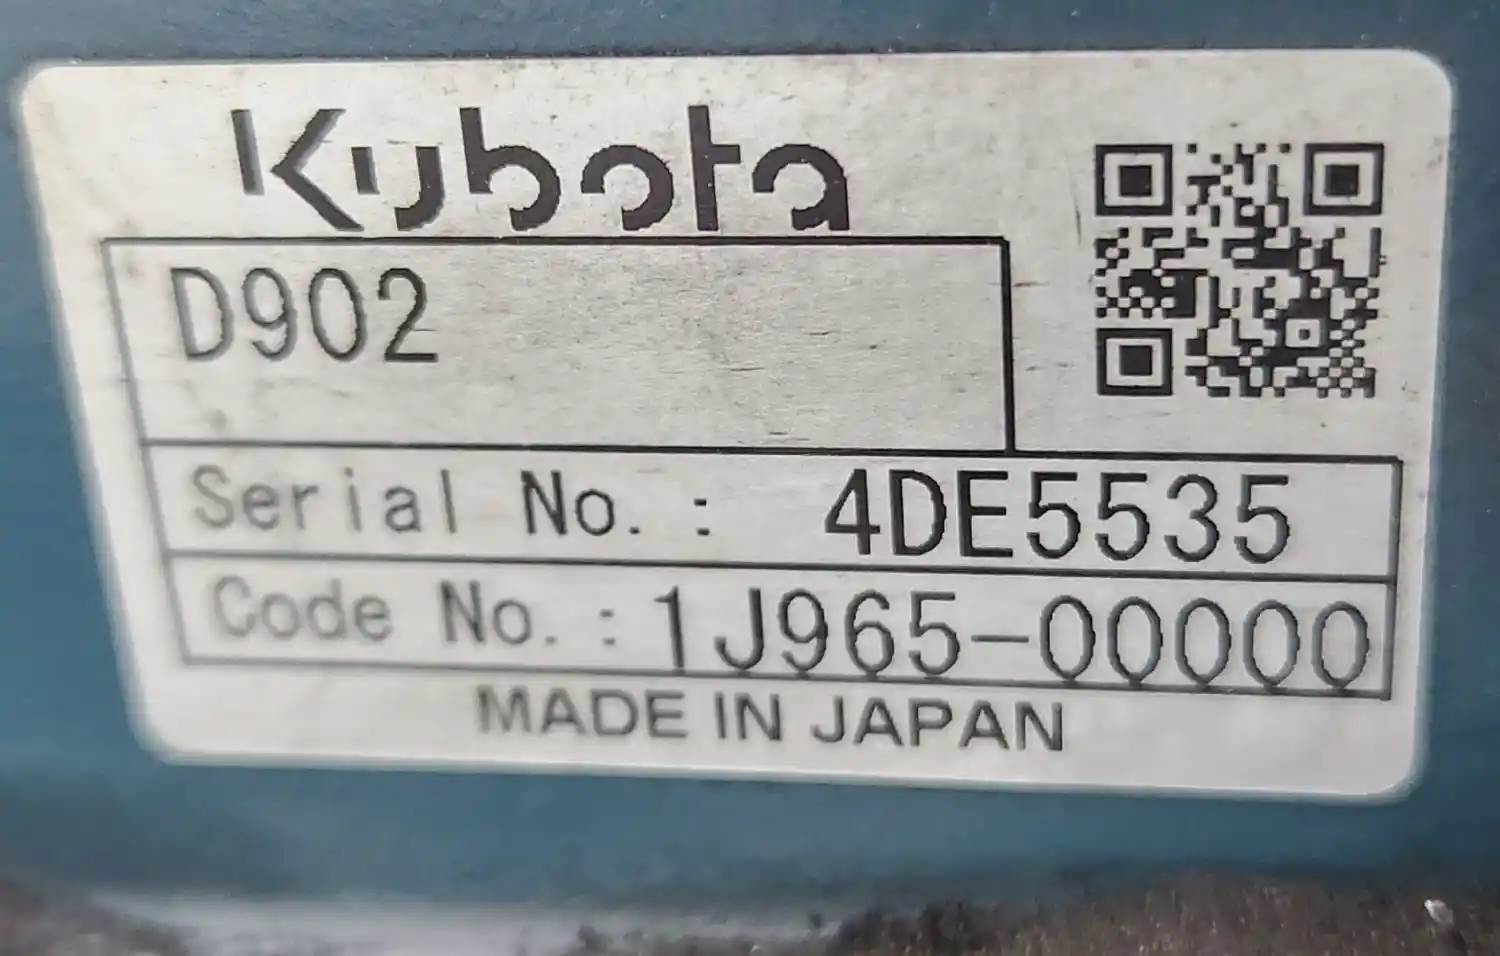 Kubota
D902
Serial No. : 4DE5535
Code No. : 1J965-00000
MADE IN JAPAN